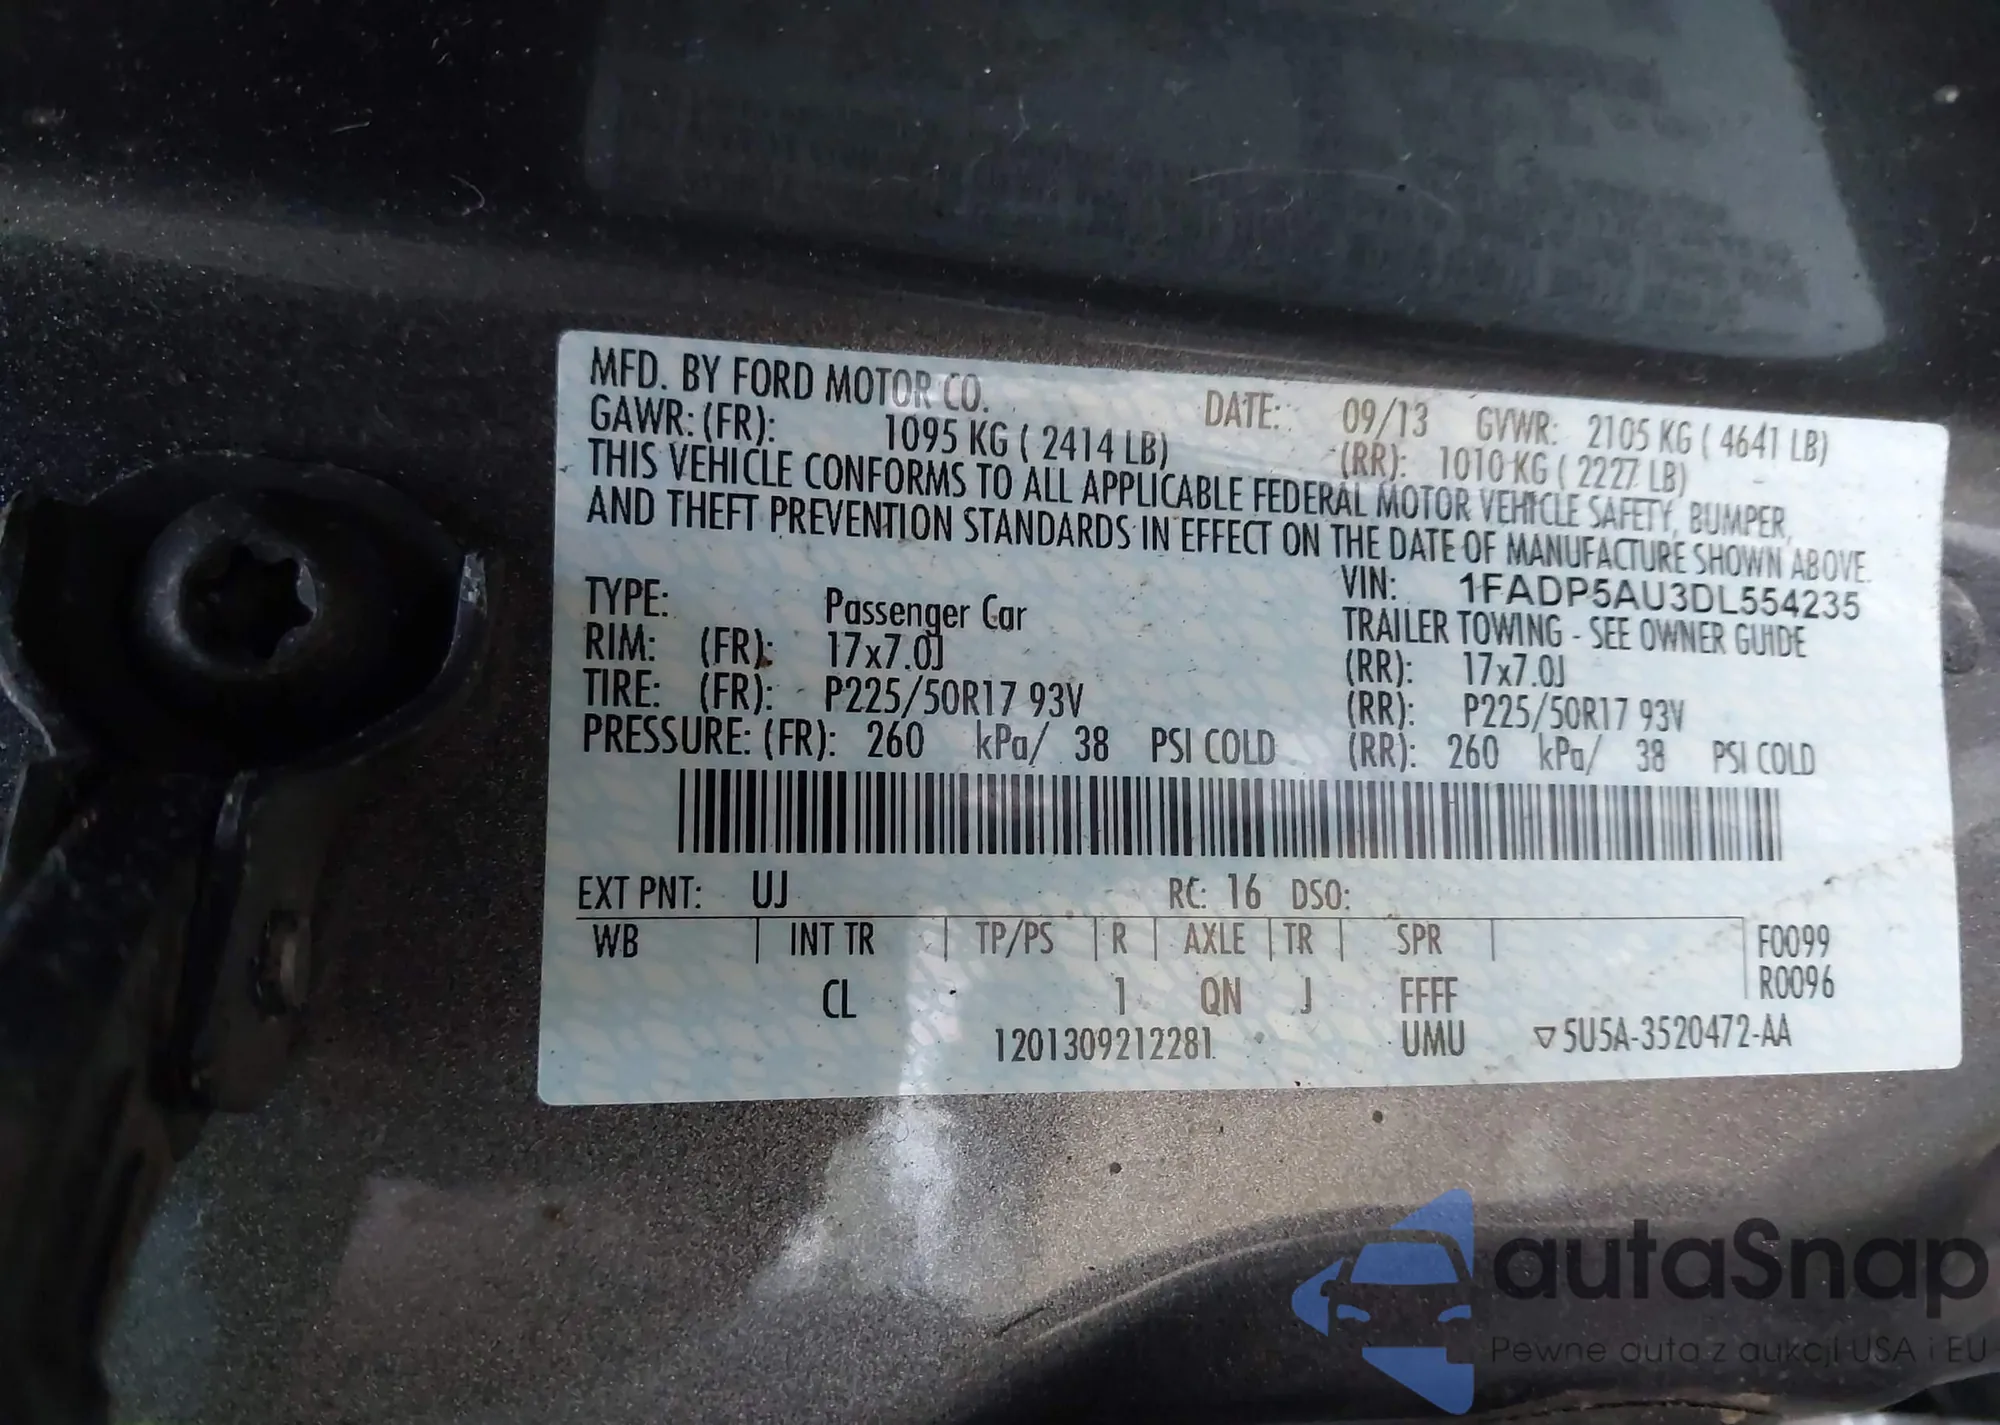 MFD. BY FORD MOTOR CO. DATE: 09/13 GVWR: 2105 KG ( 4641 LB)
GAWR: (FR): 1095 KG ( 2414 LB) (RR): 1010 KG ( 2227 LB)
THIS VEHICLE CONFORMS TO ALL APPLICABLE FEDERAL MOTOR VEHICLE SAFETY, BUMPER,
AND THEFT PREVENTION STANDARDS IN EFFECT ON THE DATE OF MANUFACTURE SHOWN ABOVE.
VIN: 1FADP5AU3DL554235
TYPE: Passenger Car TRAILER TOWING - SEE OWNER GUIDE
RIM: (FR): 17x7.0J (RR): 17x7.0J
TIRE: (FR): P225/50R17 93V (RR): P225/50R17 93V
PRESSURE: (FR): 260 kPa/ 38 PSI COLD (RR): 260 kPa/ 38 PSI COLD
EXT PNT: UJ RC: 16 DSO:
WB | INT TR | TP/PS | R | AXLE | TR | SPR | F0099
R0096
CL 1 QN J FFFF
1201309212281 UMU ▽5U5A-3520472-AA
autaSnap
Pewne auta z aukcji USA i EU